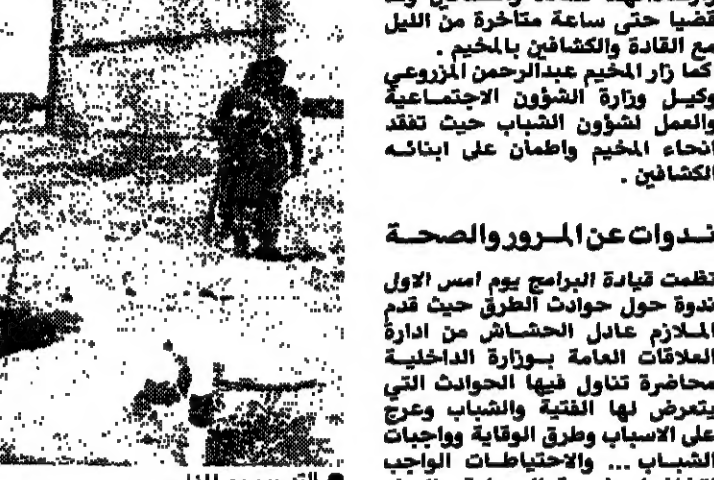 قضيا حتى ساعة متأخرة من الليل
مع القادة والكشافين بالمخيم .
كما زار المخيم عبدالرحمن المزروعي
وكيل وزارة الشؤون الاجتماعية
والعمل لشؤون الشباب حيث تفقد
انحاء المخيم واطمان على ابنائه
الكشافين .
ندوات عن المرور والصحة
نظمت قيادة البرامج يوم امس الاول
ندوة حول حوادث الطرق حيث قدم
الملازم عادل الحشاش من ادارة
العلاقات العامة بوزارة الداخلية
محاضرة تناول فيها الحوادث التي
يتعرض لها الفتية والشباب وعرج
على الاسباب وطرق الوقاية وواجبات
الشباب ... والاحتياطات الواجب